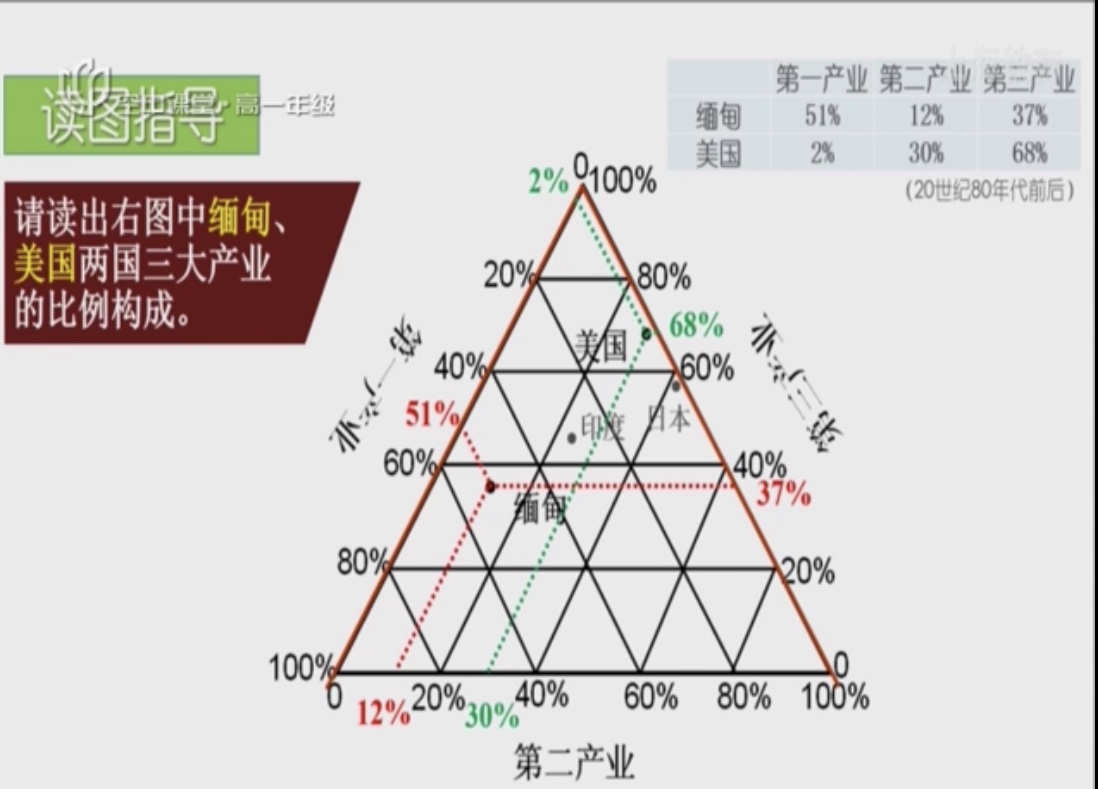 空中课堂·高一年级
读图指导
请读出右图中缅甸、
美国两国三大产业
的比例构成。
第一产业 第二产业 第三产业
缅甸 51% 12% 37%
美国 2% 30% 68%
(20世纪80年代前后)
2% 0 100%
20% 80%
美国 68%
40% 60%
第一产业
第三产业
51% 印度 日本
60% 40%
缅甸 37%
80% 20%
100% 0
0 20% 40% 60% 80% 100%
12% 30%
第二产业